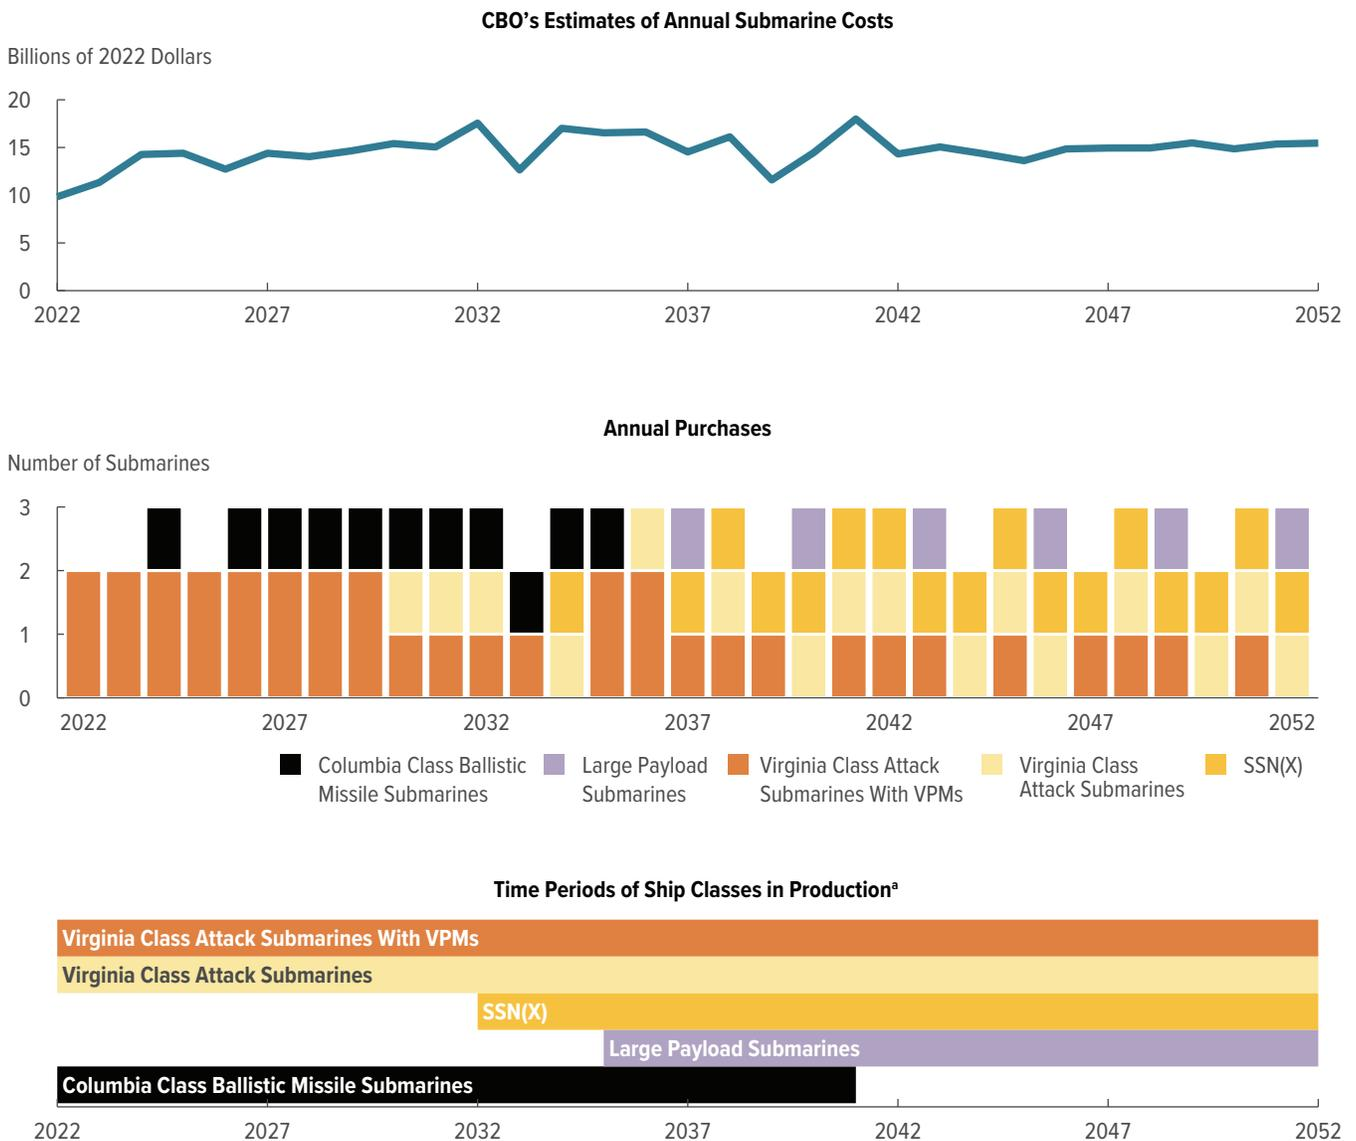 CBO’s Estimates of Annual Submarine Costs
Billions of 2022 Dollars
20
15
10
5
0
2022 2027 2032 2037 2042 2047 2052
Annual Purchases
Number of Submarines
3
2
1
0
2022 2027 2032 2037 2042 2047 2052
Columbia Class Ballistic Missile Submarines
Large Payload Submarines
Virginia Class Attack Submarines With VPMs
Virginia Class Attack Submarines
SSN(X)
Time Periods of Ship Classes in Productionᵃ
Virginia Class Attack Submarines With VPMs
Virginia Class Attack Submarines
SSN(X)
Large Payload Submarines
Columbia Class Ballistic Missile Submarines
2022 2027 2032 2037 2042 2047 2052